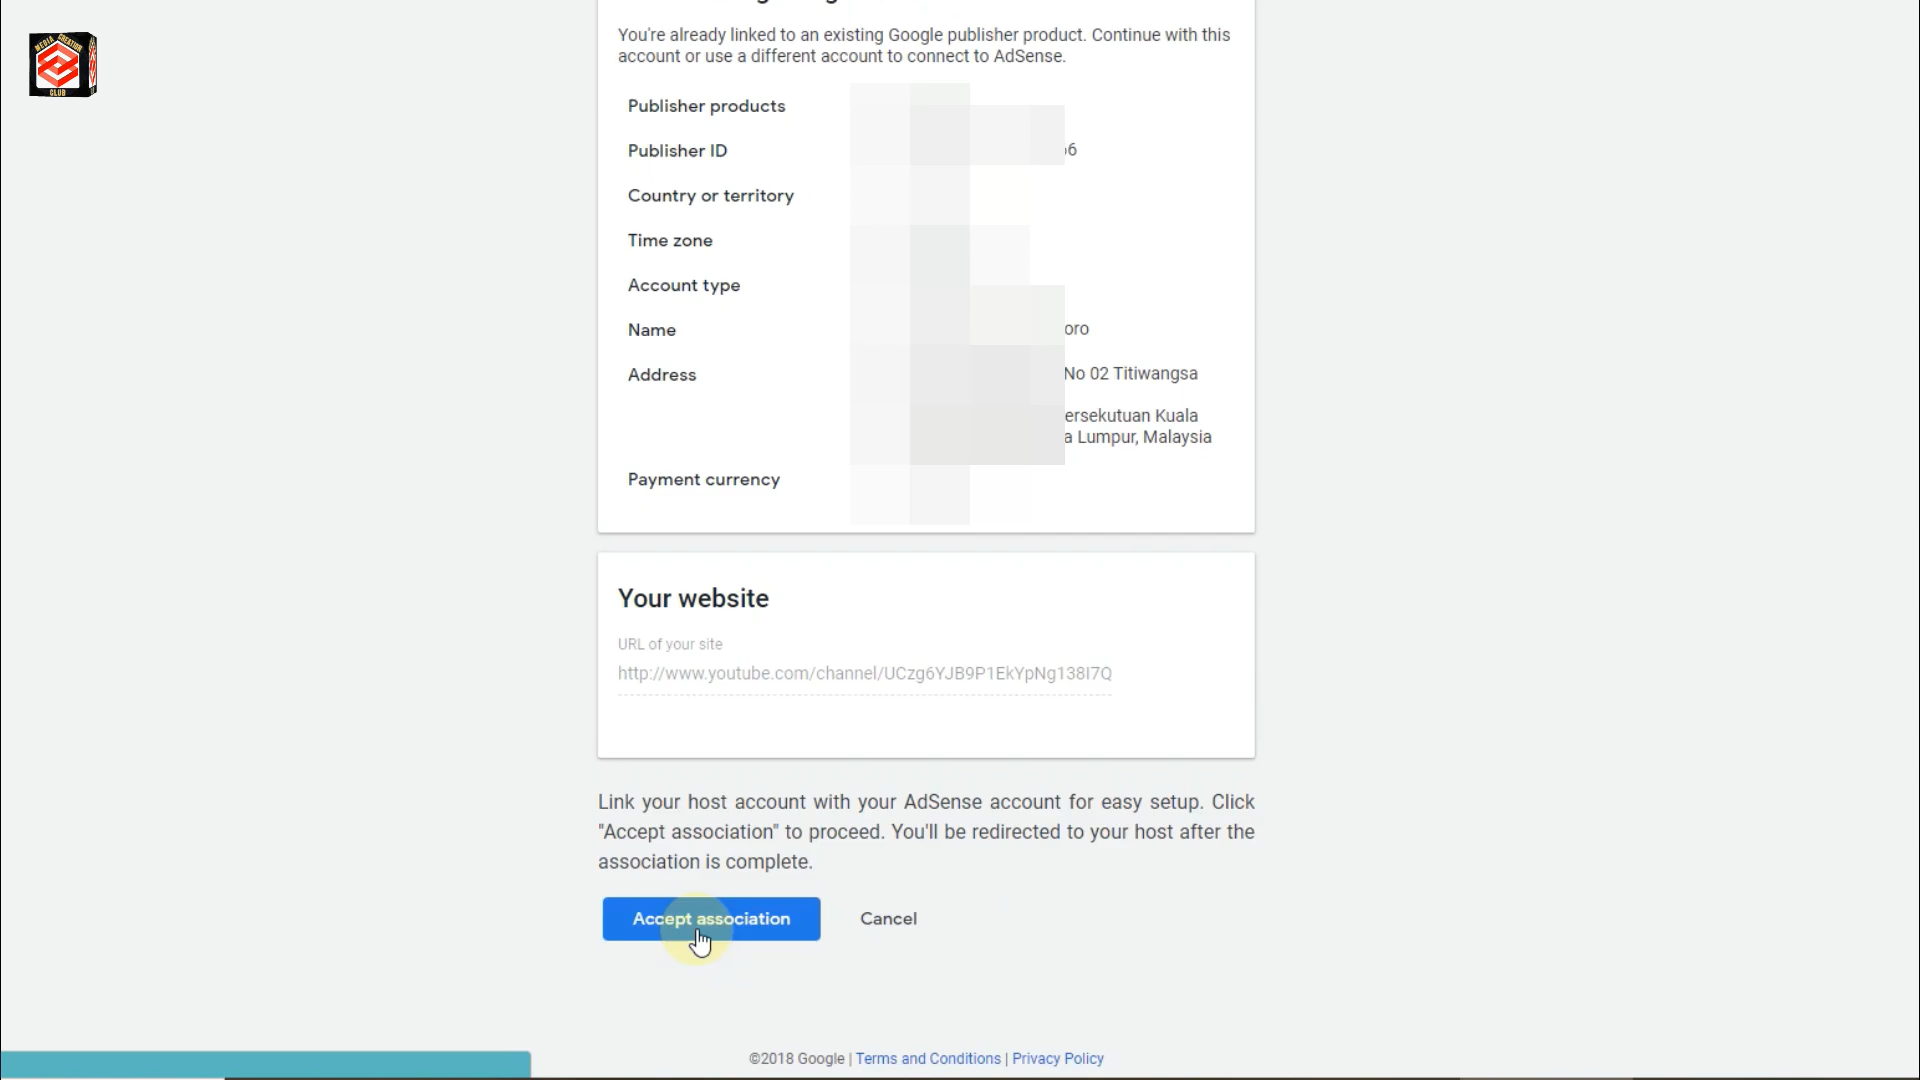 MEDIA CREATION
CLUB
You're already linked to an existing Google publisher product. Continue with this
account or use a different account to connect to AdSense.
Publisher products
Publisher ID
Country or territory
Time zone
Account type
Name
oro
Address
No 02 Titiwangsa
ersekutuan Kuala
a Lumpur, Malaysia
Payment currency
Your website
URL of your site
http://www.youtube.com/channel/UCzg6YJB9P1EkYpNg138I7Q
Link your host account with your AdSense account for easy setup. Click
"Accept association" to proceed. You'll be redirected to your host after the
association is complete.
Accept association
Cancel
©2018 Google | Terms and Conditions | Privacy Policy